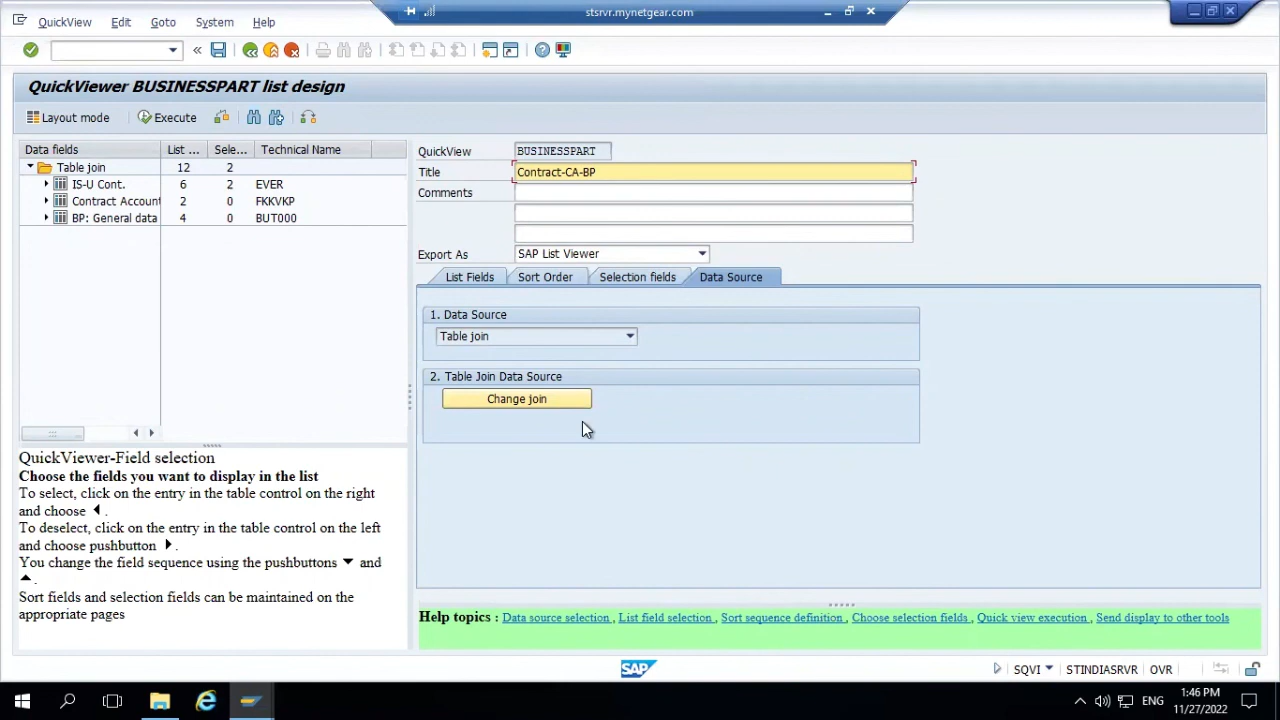 stsrvr.mynetgear.com
QuickView Edit Goto System Help
QuickViewer BUSINESSPART list design
Layout mode Execute
Data fields List ... Sele... Technical Name
Table join 12 2
IS-U Cont. 6 2 EVER
Contract Account 2 0 FKKVKP
BP: General data 4 0 BUT000
QuickView BUSINESSPART
Title Contract-CA-BP
Comments
Export As SAP List Viewer
List Fields Sort Order Selection fields Data Source
1. Data Source
Table join
2. Table Join Data Source
Change join
QuickViewer-Field selection
Choose the fields you want to display in the list
To select, click on the entry in the table control on the right
and choose .
To deselect, click on the entry in the table control on the left
and choose pushbutton .
You change the field sequence using the pushbuttons and
.
Sort fields and selection fields can be maintained on the
appropriate pages
Help topics : Data source selection , List field selection , Sort sequence definition , Choose selection fields , Quick view execution , Send display to other tools
SAP
SQVI STINDIASRVR OVR
ENG
1:46 PM
11/27/2022